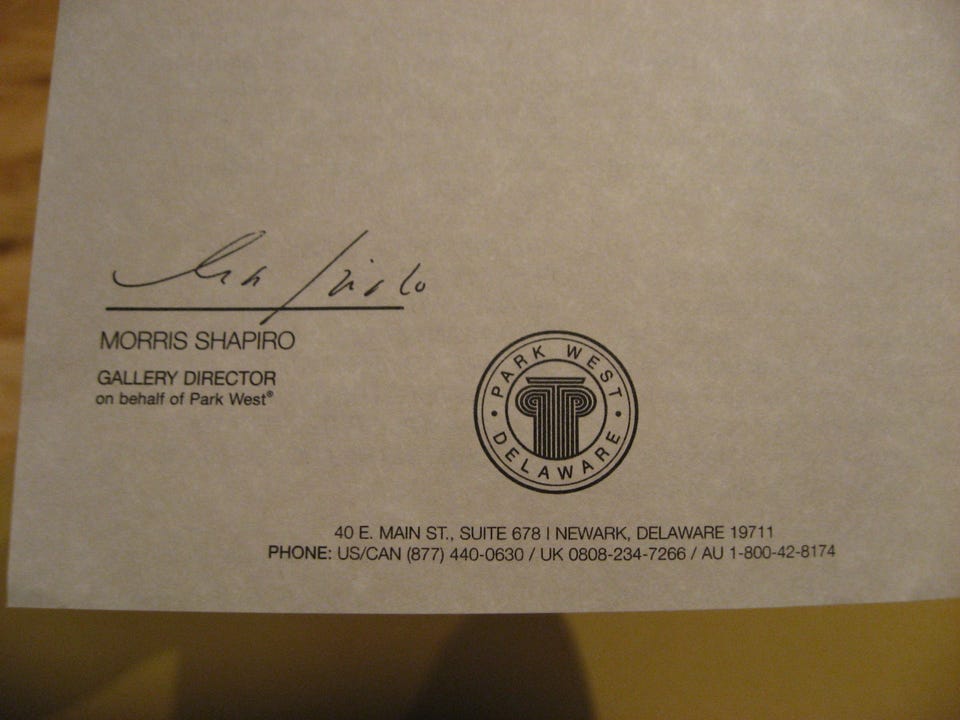 MORRIS SHAPIRO
GALLERY DIRECTOR
on behalf of Park West®
PARK WEST
• DELAWARE •
40 E. MAIN ST., SUITE 678 | NEWARK, DELAWARE 19711
PHONE: US/CAN (877) 440-0630 / UK 0808-234-7266 / AU 1-800-42-8174